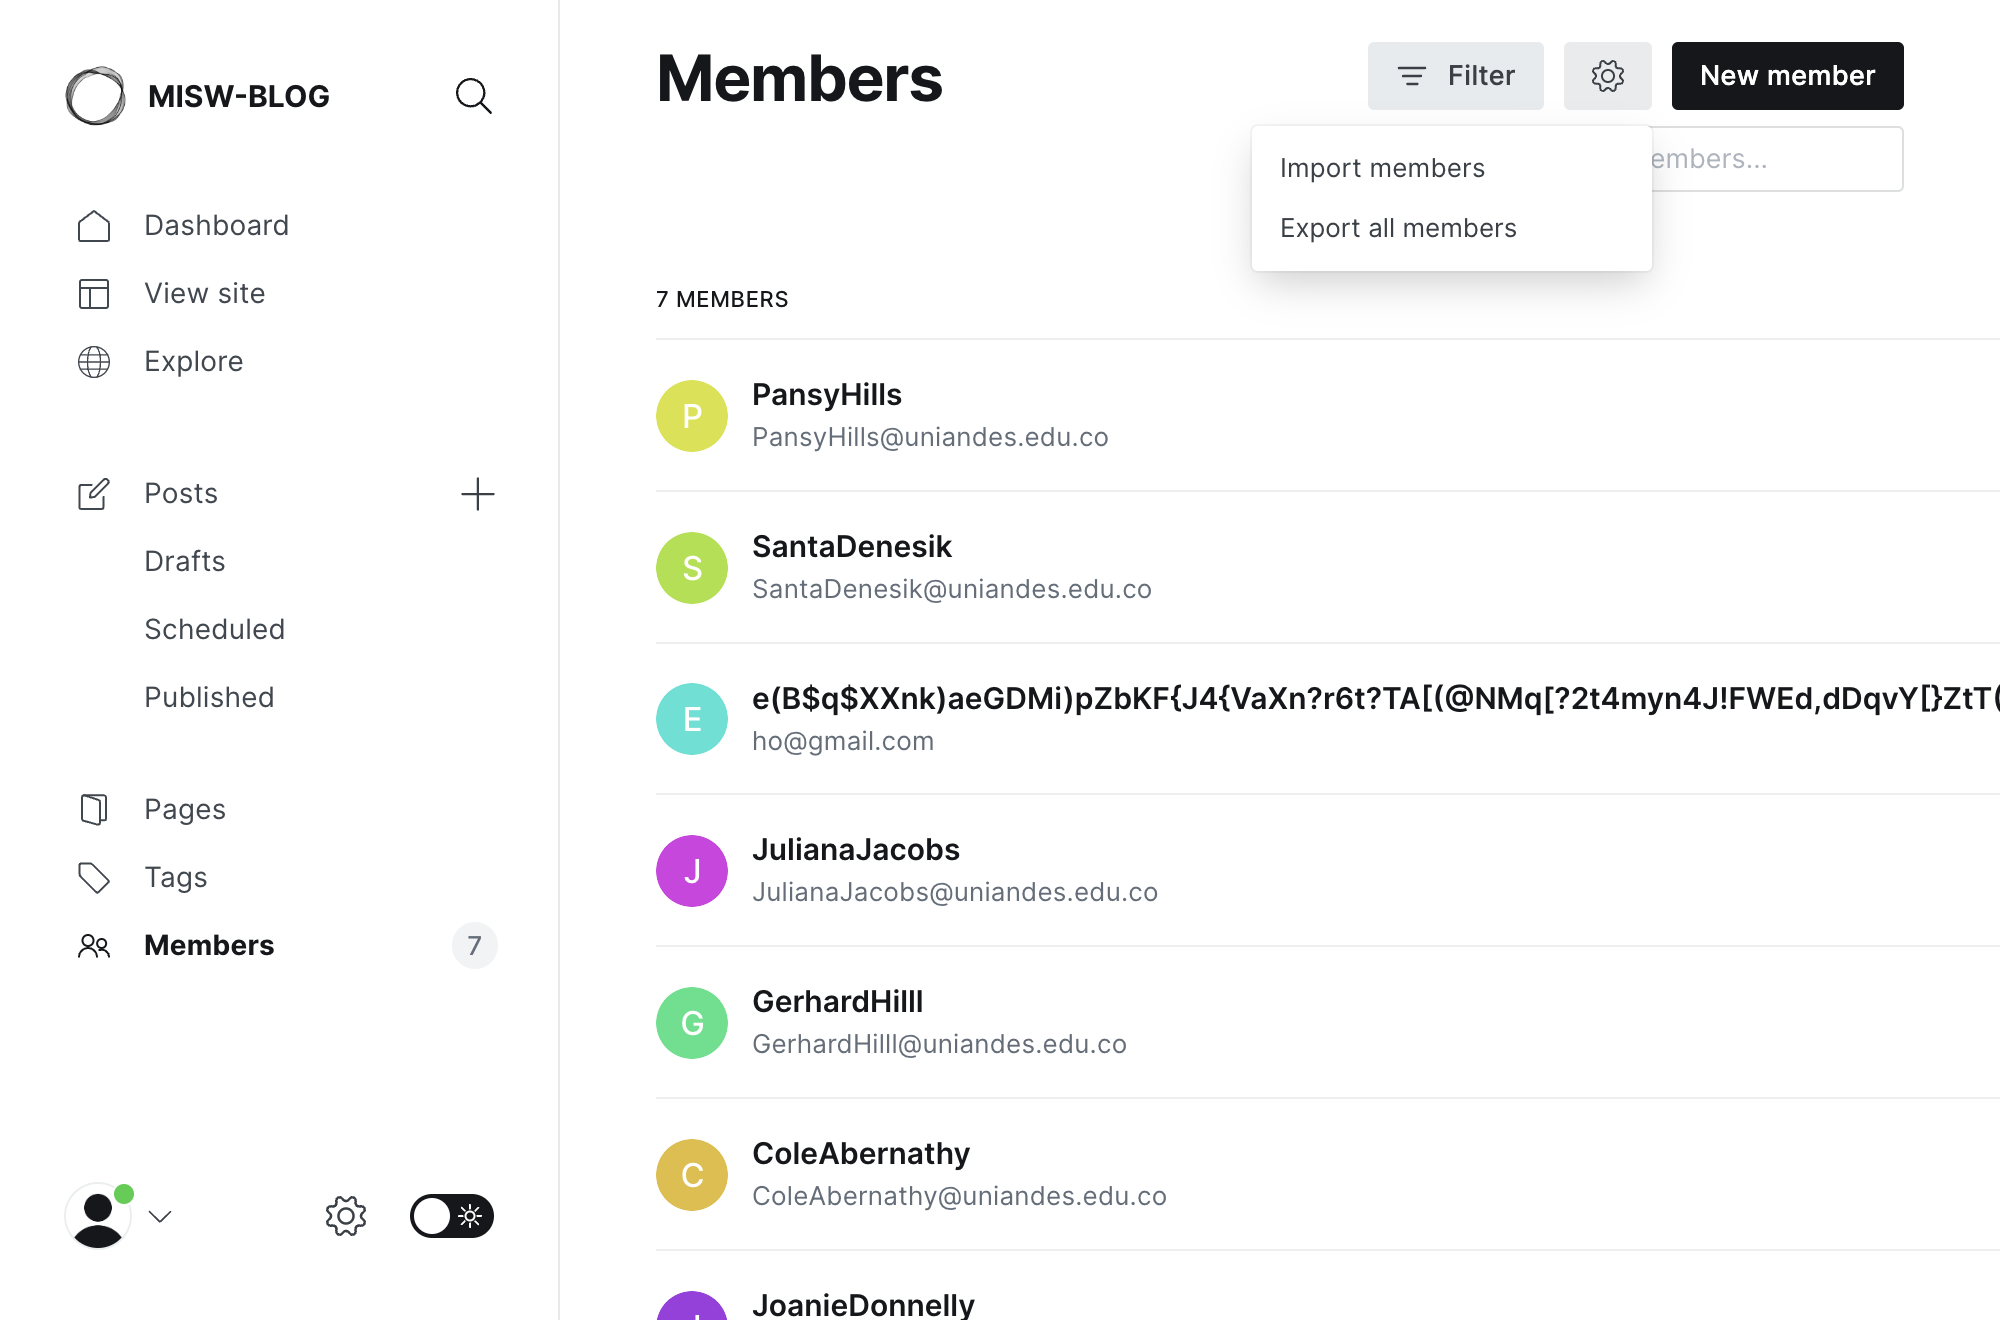 MISW-BLOG
Dashboard
View site
Explore
Posts
Drafts
Scheduled
Published
Pages
Tags
Members
7
Members
Filter
New member
Import members
Export all members
embers...
7 MEMBERS
P
PansyHills
PansyHills@uniandes.edu.co
S
SantaDenesik
SantaDenesik@uniandes.edu.co
E
e(B$q$XXnk)aeGDMi)pZbKF{J4{VaXn?r6t?TA[(@NMq[?2t4myn4J!FWEd,dDqvY[}ZtT(
ho@gmail.com
J
JulianaJacobs
JulianaJacobs@uniandes.edu.co
G
GerhardHilll
GerhardHilll@uniandes.edu.co
C
ColeAbernathy
ColeAbernathy@uniandes.edu.co
JoanieDonnelly